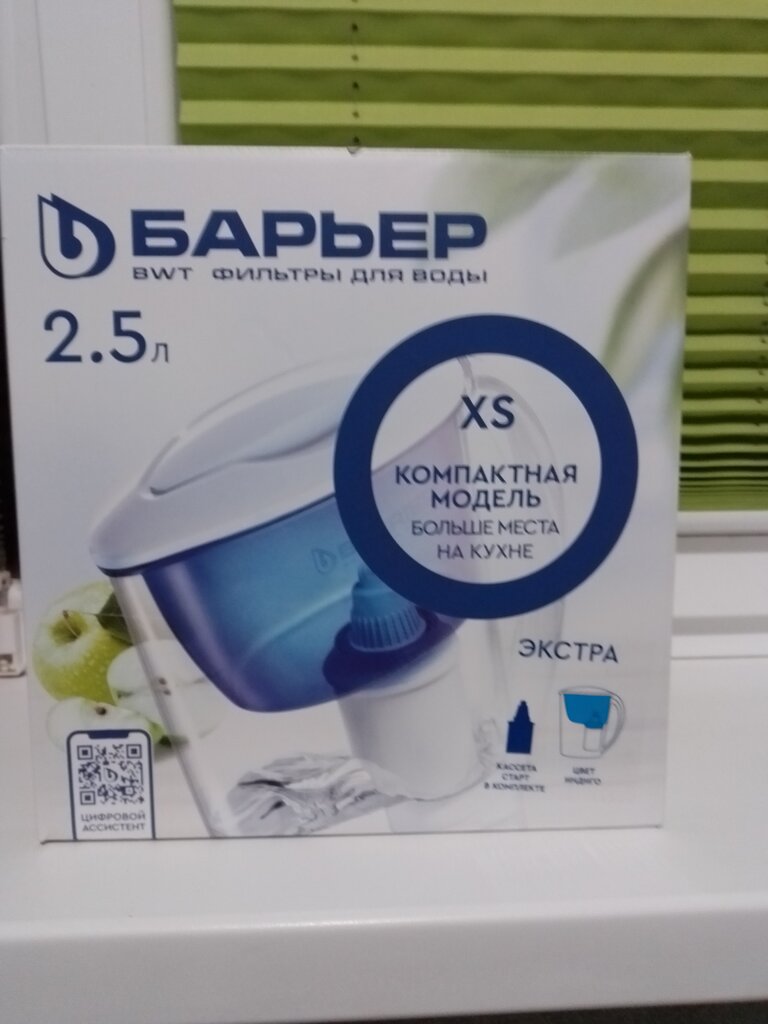 БАРЬЕР
BWT ФИЛЬТРЫ ДЛЯ ВОДЫ
2.5л
XS
КОМПАКТНАЯ
МОДЕЛЬ
БОЛЬШЕ МЕСТА
НА КУХНЕ
БАРЬЕР
ЭКСТРА
КАССЕТА
СТАРТ
В КОМПЛЕКТЕ
ЦВЕТ
ИНДИГО
ЦИФРОВОЙ
АССИСТЕНТ